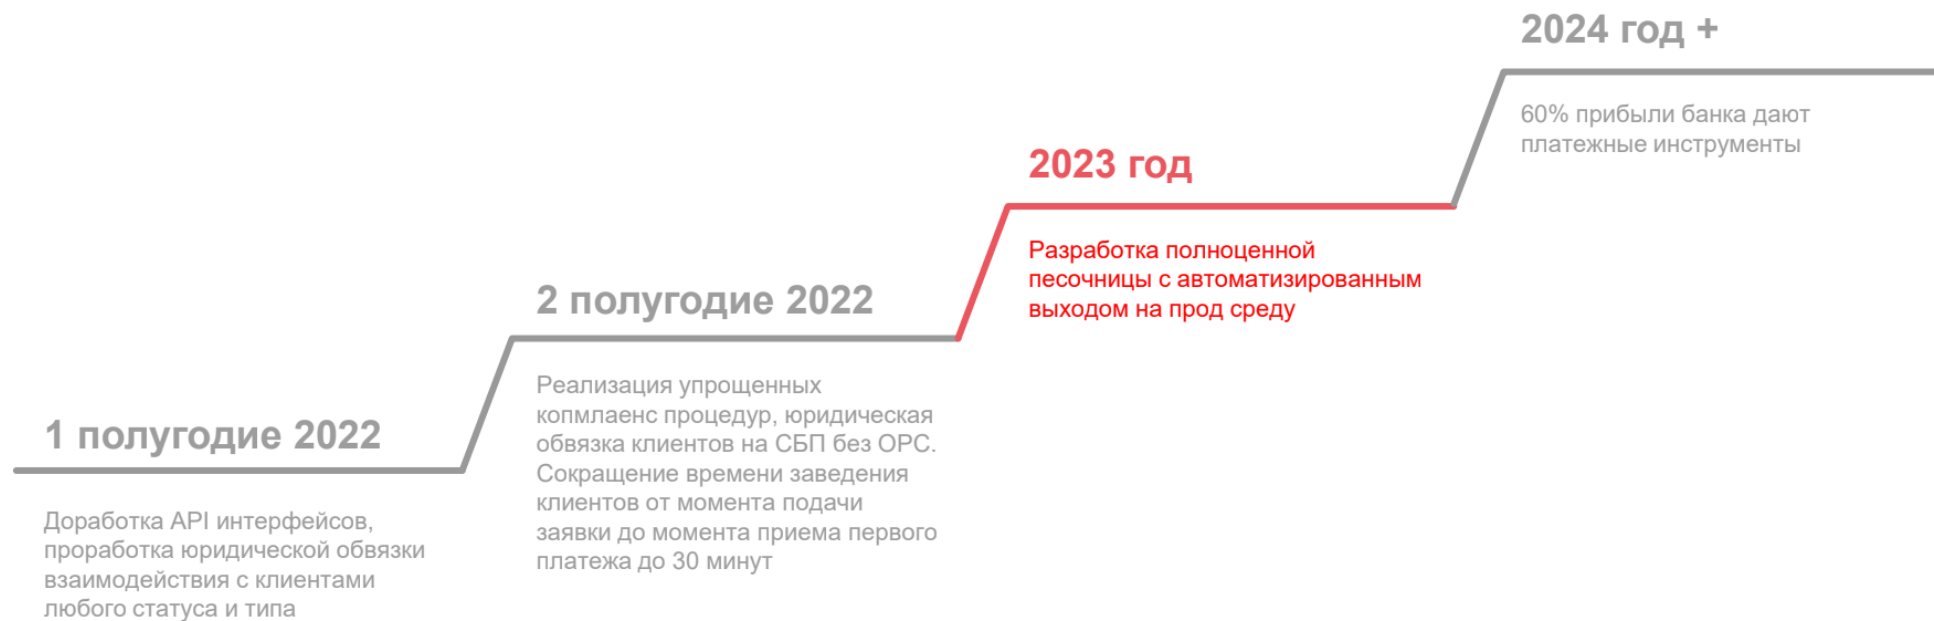 1 полугодие 2022
Доработка API интерфейсов,
проработка юридической обвязки
взаимодействия с клиентами
любого статуса и типа
2 полугодие 2022
Реализация упрощенных
копмлаенс процедур, юридическая
обвязка клиентов на СБП без ОРС.
Сокращение времени заведения
клиентов от момента подачи
заявки до момента приема первого
платежа до 30 минут
2023 год
Разработка полноценной
песочницы с автоматизированным
выходом на прод среду
2024 год +
60% прибыли банка дают
платежные инструменты